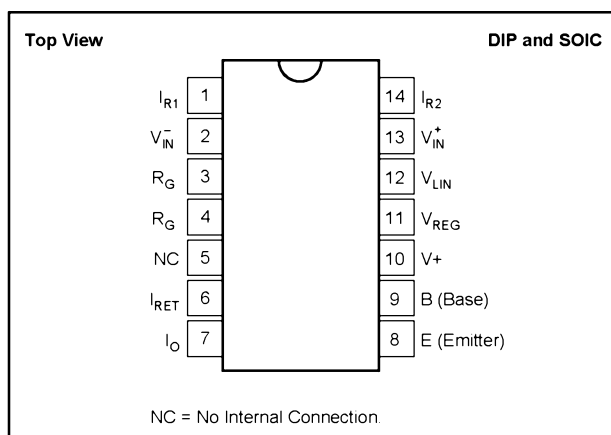 Top View DIP and SOIC
I_R1 1 14 I_R2
V_IN^- 2 13 V_IN^+
R_G 3 12 V_LIN
R_G 4 11 V_REG
NC 5 10 V+
I_RET 6 9 B (Base)
I_O 7 8 E (Emitter)
NC = No Internal Connection.